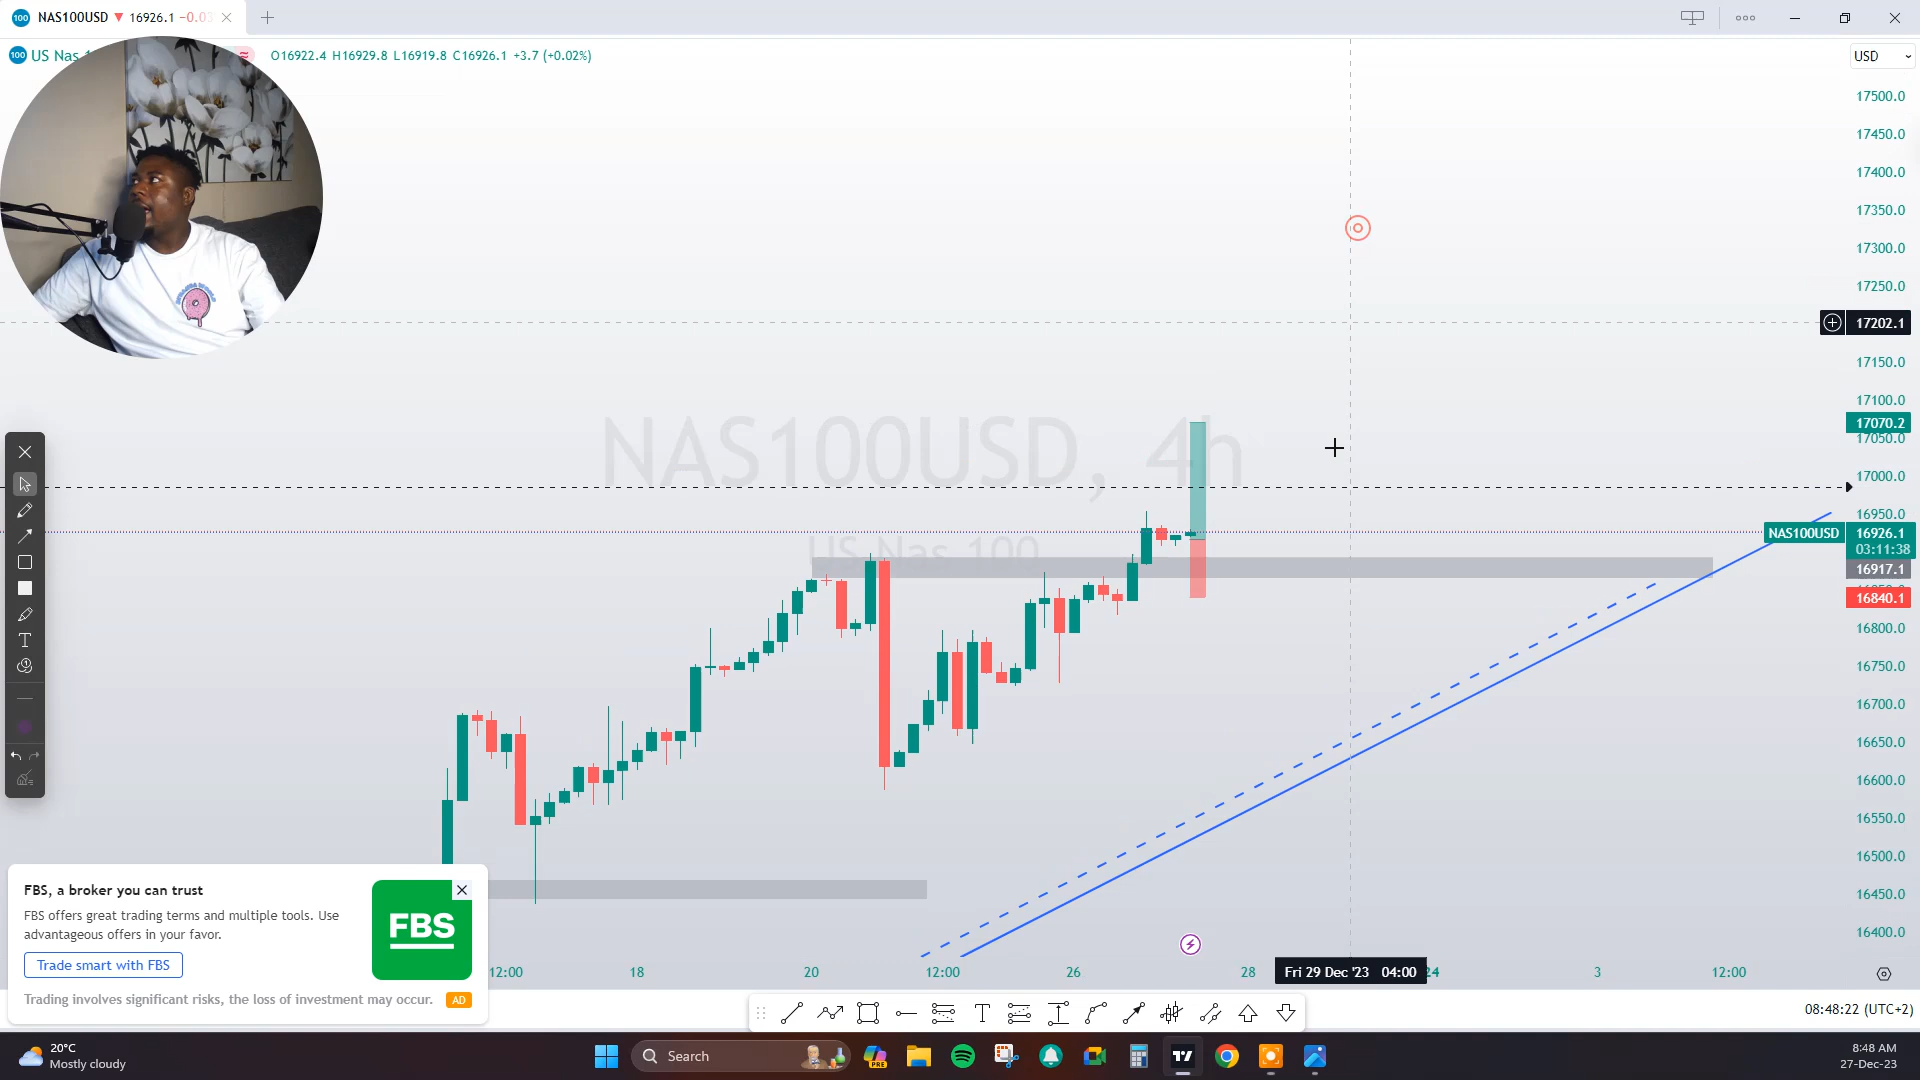 NAS100USD ▼ 16926.1 −0.03
US Nas 1
O16922.4 H16929.8 L16919.8 C16926.1 +3.7 (+0.02%)
USD
17500.0
17450.0
17400.0
17350.0
17300.0
17250.0
17202.1
17150.0
17100.0
17070.2
17050.0
17000.0
16950.0
NAS100USD 16926.1
03:11:38
16917.1
16840.1
16800.0
16750.0
16700.0
16650.0
16600.0
16550.0
16500.0
16450.0
16400.0
NAS100USD, 4h
US Nas 100
FBS, a broker you can trust
FBS offers great trading terms and multiple tools. Use
advantageous offers in your favor.
Trade smart with FBS
Trading involves significant risks, the loss of investment may occur.
AD
FBS
12:00 18 20 12:00 26 28 Fri 29 Dec '23 04:00 24 3 12:00
08:48:22 (UTC+2)
20°C
Mostly cloudy
Search
PRE
8:48 AM
27-Dec-23